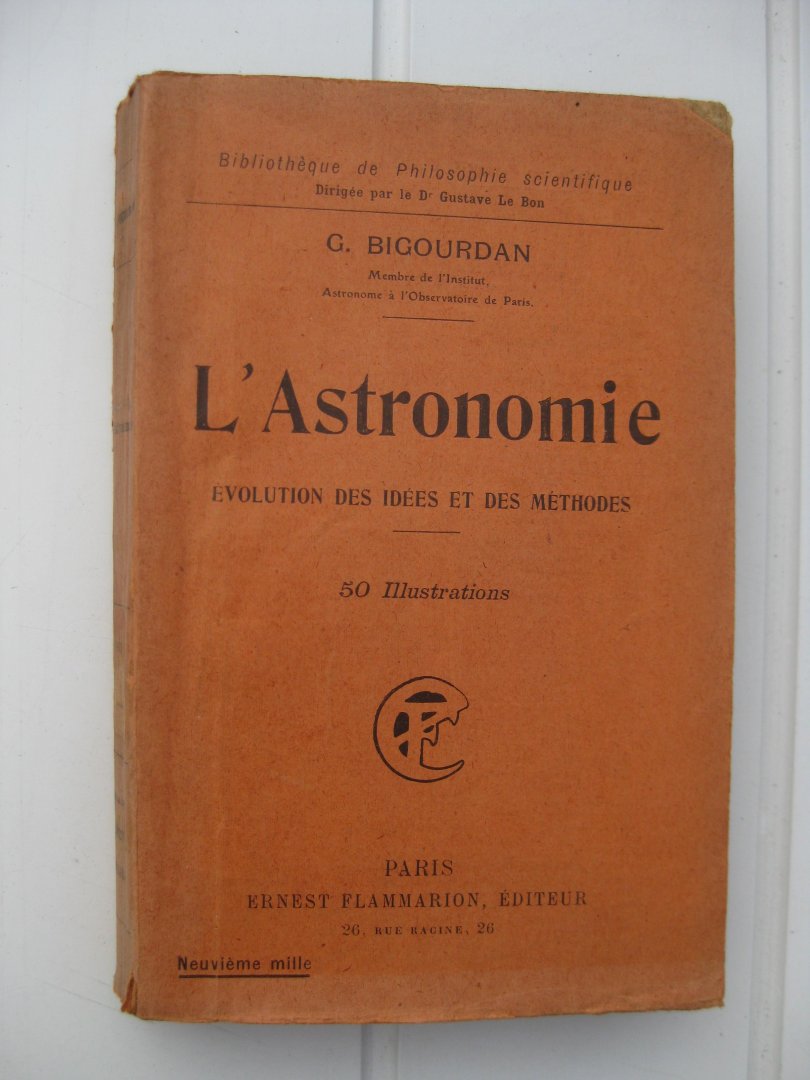 Bibliothèque de Philosophie scientifique
Dirigée par le Dr Gustave Le Bon
G. BIGOURDAN
Membre de l'Institut,
Astronome à l'Observatoire de Paris.
L'Astronomie
ÉVOLUTION DES IDÉES ET DES MÉTHODES
50 Illustrations
PARIS
ERNEST FLAMMARION, ÉDITEUR
26, RUE RACINE, 26
Neuvième mille